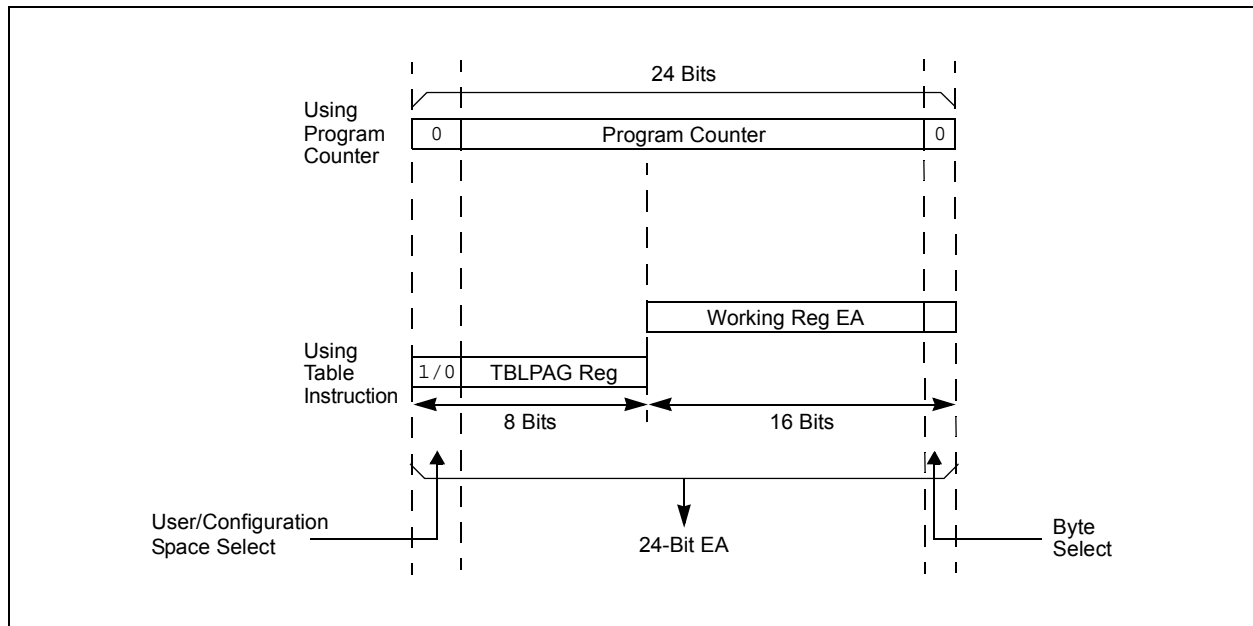 24 Bits
Using
Program
Counter
0
Program Counter
0
Working Reg EA
Using
Table
Instruction
1/0
TBLPAG Reg
8 Bits
16 Bits
User/Configuration
Space Select
24-Bit EA
Byte
Select